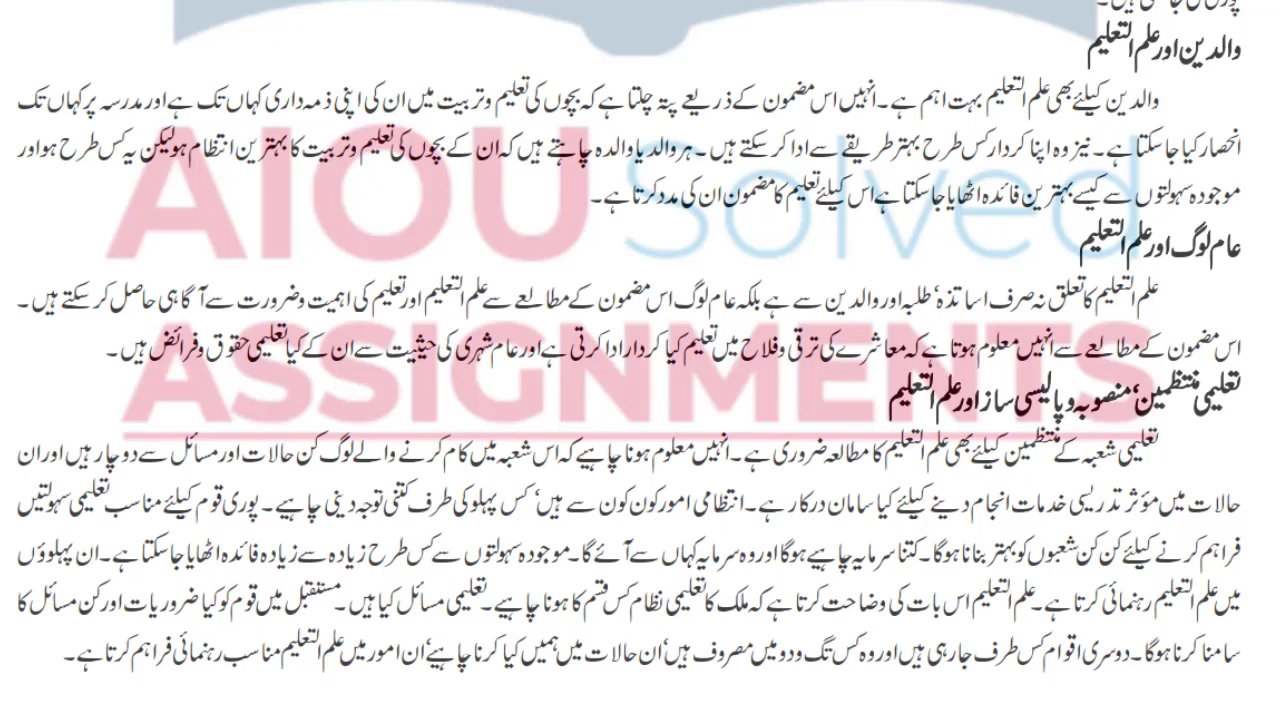 والدین اور علم التعلیم
والدین کیلئے بھی علم التعلیم بہت اہم ہے۔ انہیں اس مضمون کے ذریعے پتہ چلتا ہے کہ بچوں کی تعلیم و تربیت میں ان کی اپنی ذمہ داری کہاں تک ہے اور مدرسہ پر کہاں تک
انحصار کیا جا سکتا ہے۔ نیز وہ اپنا کردار کس طرح بہتر طریقے سے ادا کر سکتے ہیں۔ ہر والد یا والدہ چاہتے ہیں کہ ان کے بچوں کی تعلیم و تربیت کا بہترین انتظام ہو لیکن یہ کس طرح ہو اور
موجودہ سہولتوں سے کیسے بہترین فائدہ اٹھایا جا سکتا ہے اس کیلئے تعلیم کا مضمون ان کی مدد کرتا ہے۔
عام لوگ اور علم التعلیم
علم التعلیم کا تعلق نہ صرف اساتذہ‘ طلبہ اور والدین سے ہے بلکہ عام لوگ اس مضمون کے مطالعے سے علم التعلیم اور تعلیم کی اہمیت و ضرورت سے آگاہی حاصل کر سکتے ہیں۔
اس مضمون کے مطالعے سے انہیں معلوم ہوتا ہے کہ معاشرے کی ترقی و فلاح میں تعلیم کیا کردار ادا کرتی ہے اور عام شہری کی حیثیت سے ان کے کیا تعلیمی حقوق و فرائض ہیں۔
تعلیمی منتظمین‘ منصوبہ و پالیسی ساز اور علم التعلیم
تعلیمی شعبہ کے منتظمین کیلئے بھی علم التعلیم کا مطالعہ ضروری ہے۔ انہیں معلوم ہونا چاہیے کہ اس شعبہ میں کام کرنے والے لوگ کن حالات اور مسائل سے دوچار ہیں اور ان
حالات میں مؤثر تدریسی خدمات انجام دینے کیلئے کیا سامان درکار ہے۔ انتظامی امور کون کون سے ہیں‘ کس پہلو کی طرف کتنی توجہ دینی چاہیے۔ پوری قوم کیلئے مناسب تعلیمی سہولتیں
فراہم کرنے کیلئے کن کن شعبوں کو بہتر بنانا ہوگا۔ کتنا سرمایہ چاہیے ہوگا اور وہ سرمایہ کہاں سے آئے گا۔ موجودہ سہولتوں سے کس طرح زیادہ سے زیادہ فائدہ اٹھایا جا سکتا ہے۔ ان پہلوؤں
میں علم التعلیم رہنمائی کرتا ہے۔ علم التعلیم اس بات کی وضاحت کرتا ہے کہ ملک کا تعلیمی نظام کس قسم کا ہونا چاہیے۔ تعلیمی مسائل کیا ہیں۔ مستقبل میں قوم کو کیا ضروریات اور کن مسائل کا
سامنا کرنا ہوگا۔ دوسری اقوام کس طرف جا رہی ہیں اور وہ کس تگ و دو میں مصروف ہیں‘ ان حالات میں ہمیں کیا کرنا چاہیے‘ ان امور میں علم التعلیم مناسب رہنمائی فراہم کرتا ہے۔
AIOU Solved
ASSIGNMENTS